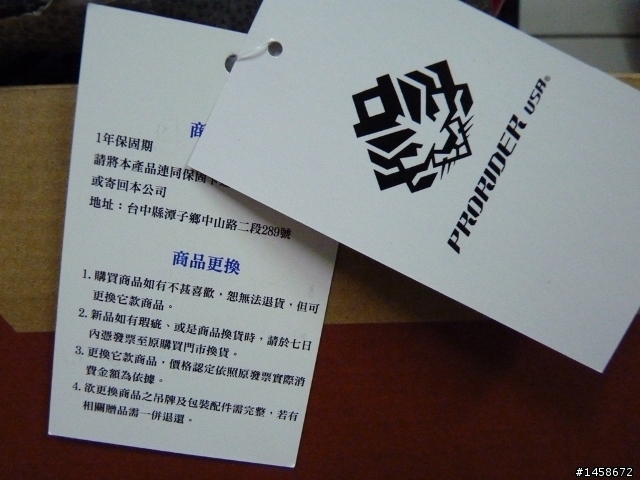 商
1年保固期
請將本產品連同保固卡
或寄回本公司
地址：台中縣潭子鄉中山路二段289號
商品更換
1. 購買商品如有不甚喜歡，恕無法退貨，但可
更換它款商品。
2. 新品如有瑕疵、或是商品換貨時，請於七日
內憑發票至原購買門市換貨。
3. 更換它款商品，價格認定依照原發票實際消
費金額為依據。
4. 欲更換商品之吊牌及包裝配件需完整，若有
相關贈品需一併退還。
PRORIDER USA®
#1458672